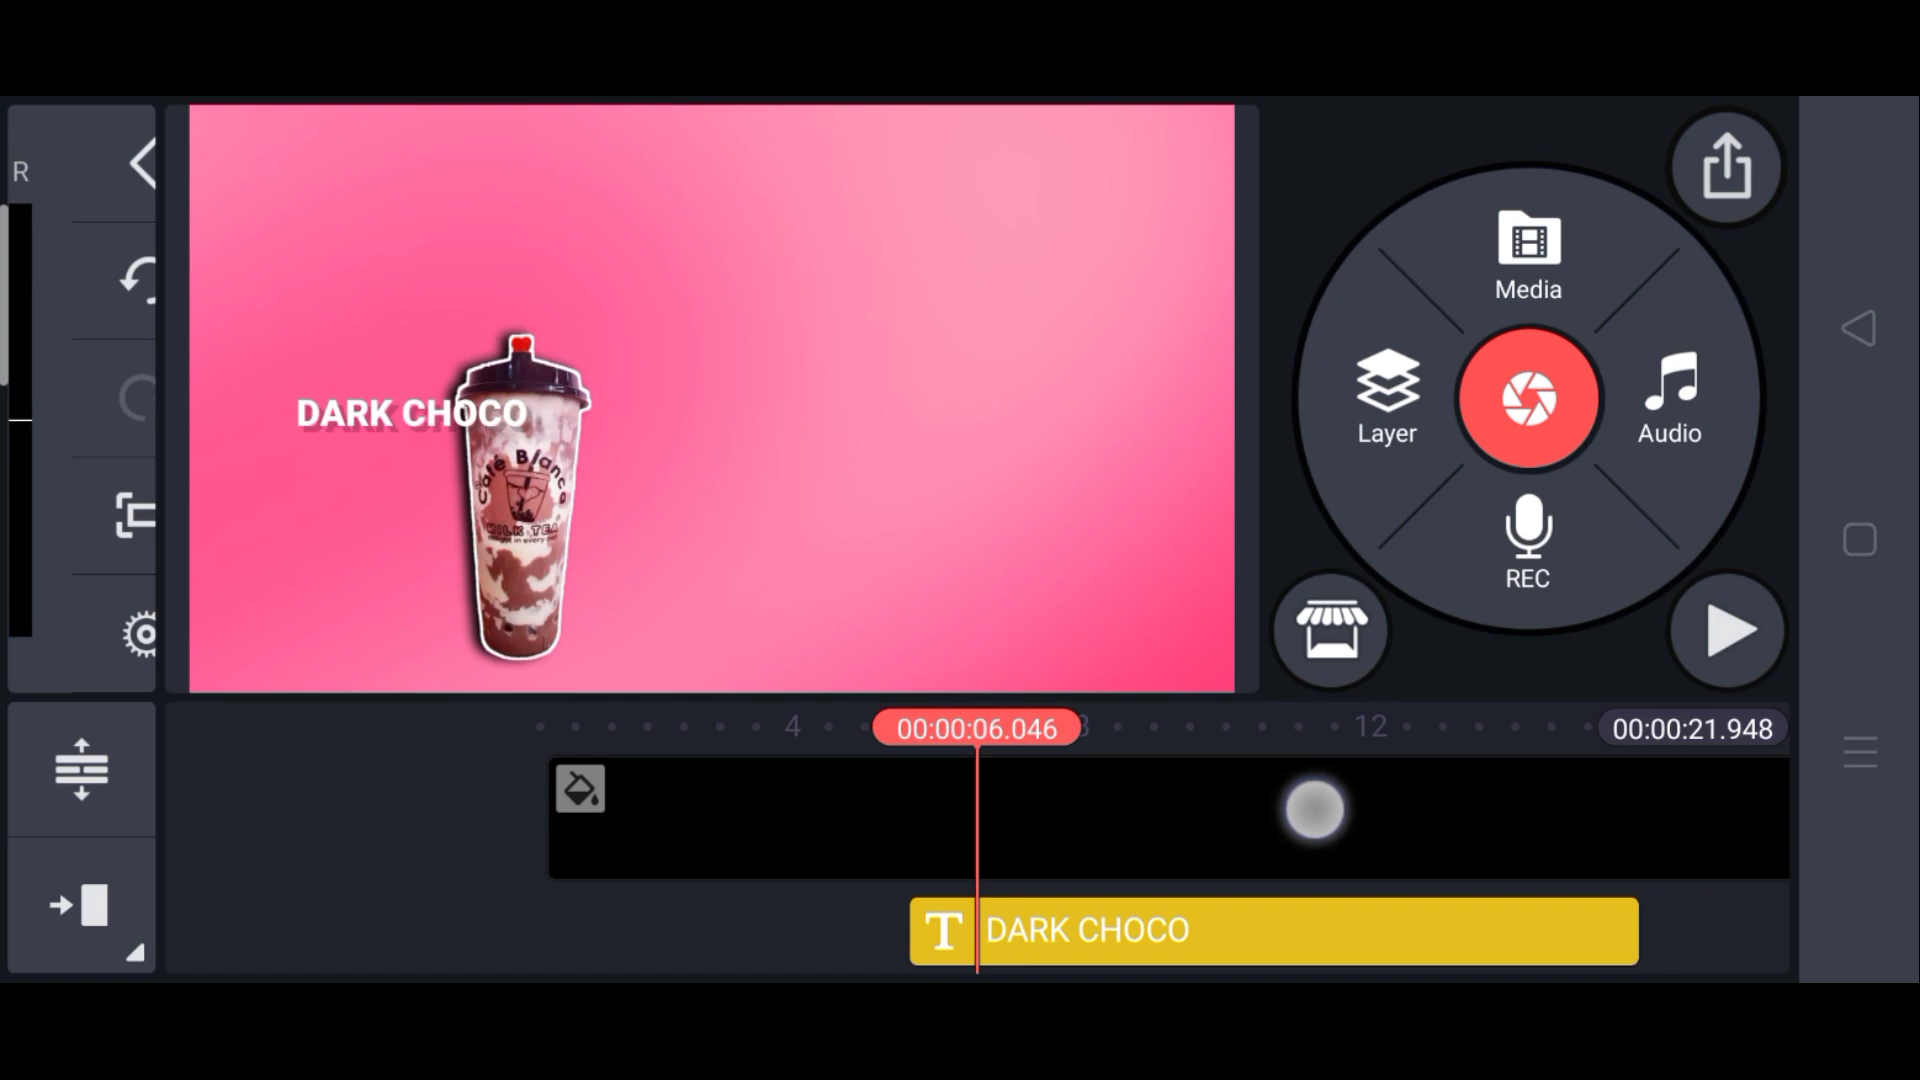 R
Media
Layer
Audio
REC
DARK CHOCO
Café Blanca
MILK TEA
4
00:00:06.046
8
12
00:00:21.948
T DARK CHOCO